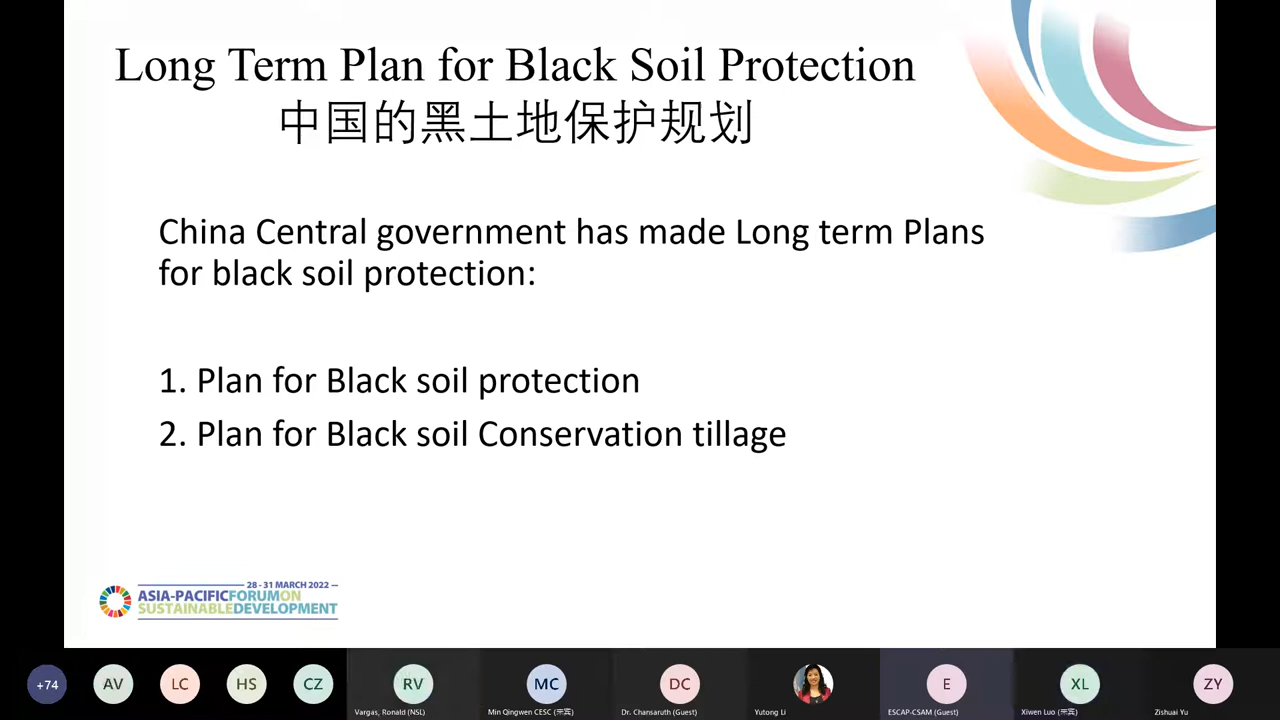 Long Term Plan for Black Soil Protection
中国的黑土地保护规划
China Central government has made Long term Plans
for black soil protection:
1. Plan for Black soil protection
2. Plan for Black soil Conservation tillage
28 - 31 MARCH 2022
ASIA-PACIFICFORUMON
SUSTAINABLEDEVELOPMENT
+74
AV
LC
HS
CZ
RV
MC
DC
E
XL
ZY
Vargas, Ronald (NSL)
Min Qingwen CESC (来宾)
Dr. Chansaruth (Guest)
Yutong Li
ESCAP-CSAM (Guest)
Xiwen Luo (来宾)
Zishuai Yu